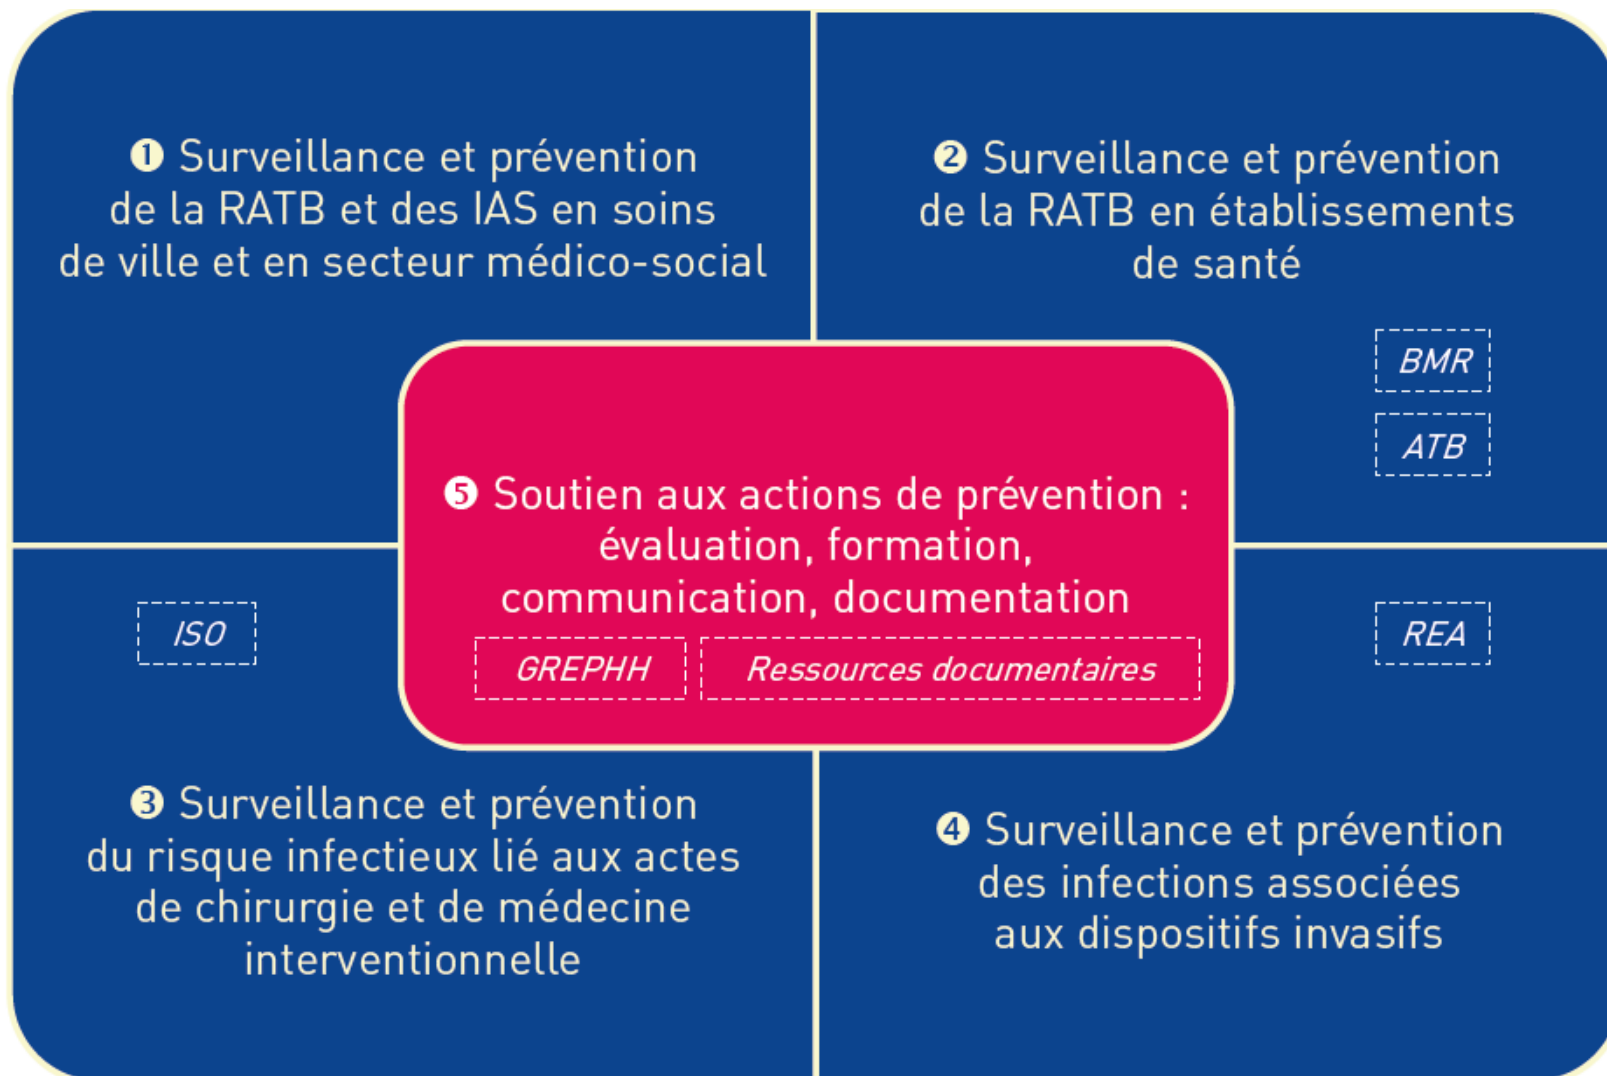 ❶ Surveillance et prévention
de la RATB et des IAS en soins
de ville et en secteur médico-social
❷ Surveillance et prévention
de la RATB en établissements
de santé
BMR
ATB
❺ Soutien aux actions de prévention :
évaluation, formation,
communication, documentation
GREPHH
Ressources documentaires
ISO
REA
❸ Surveillance et prévention
du risque infectieux lié aux actes
de chirurgie et de médecine
interventionnelle
❹ Surveillance et prévention
des infections associées
aux dispositifs invasifs